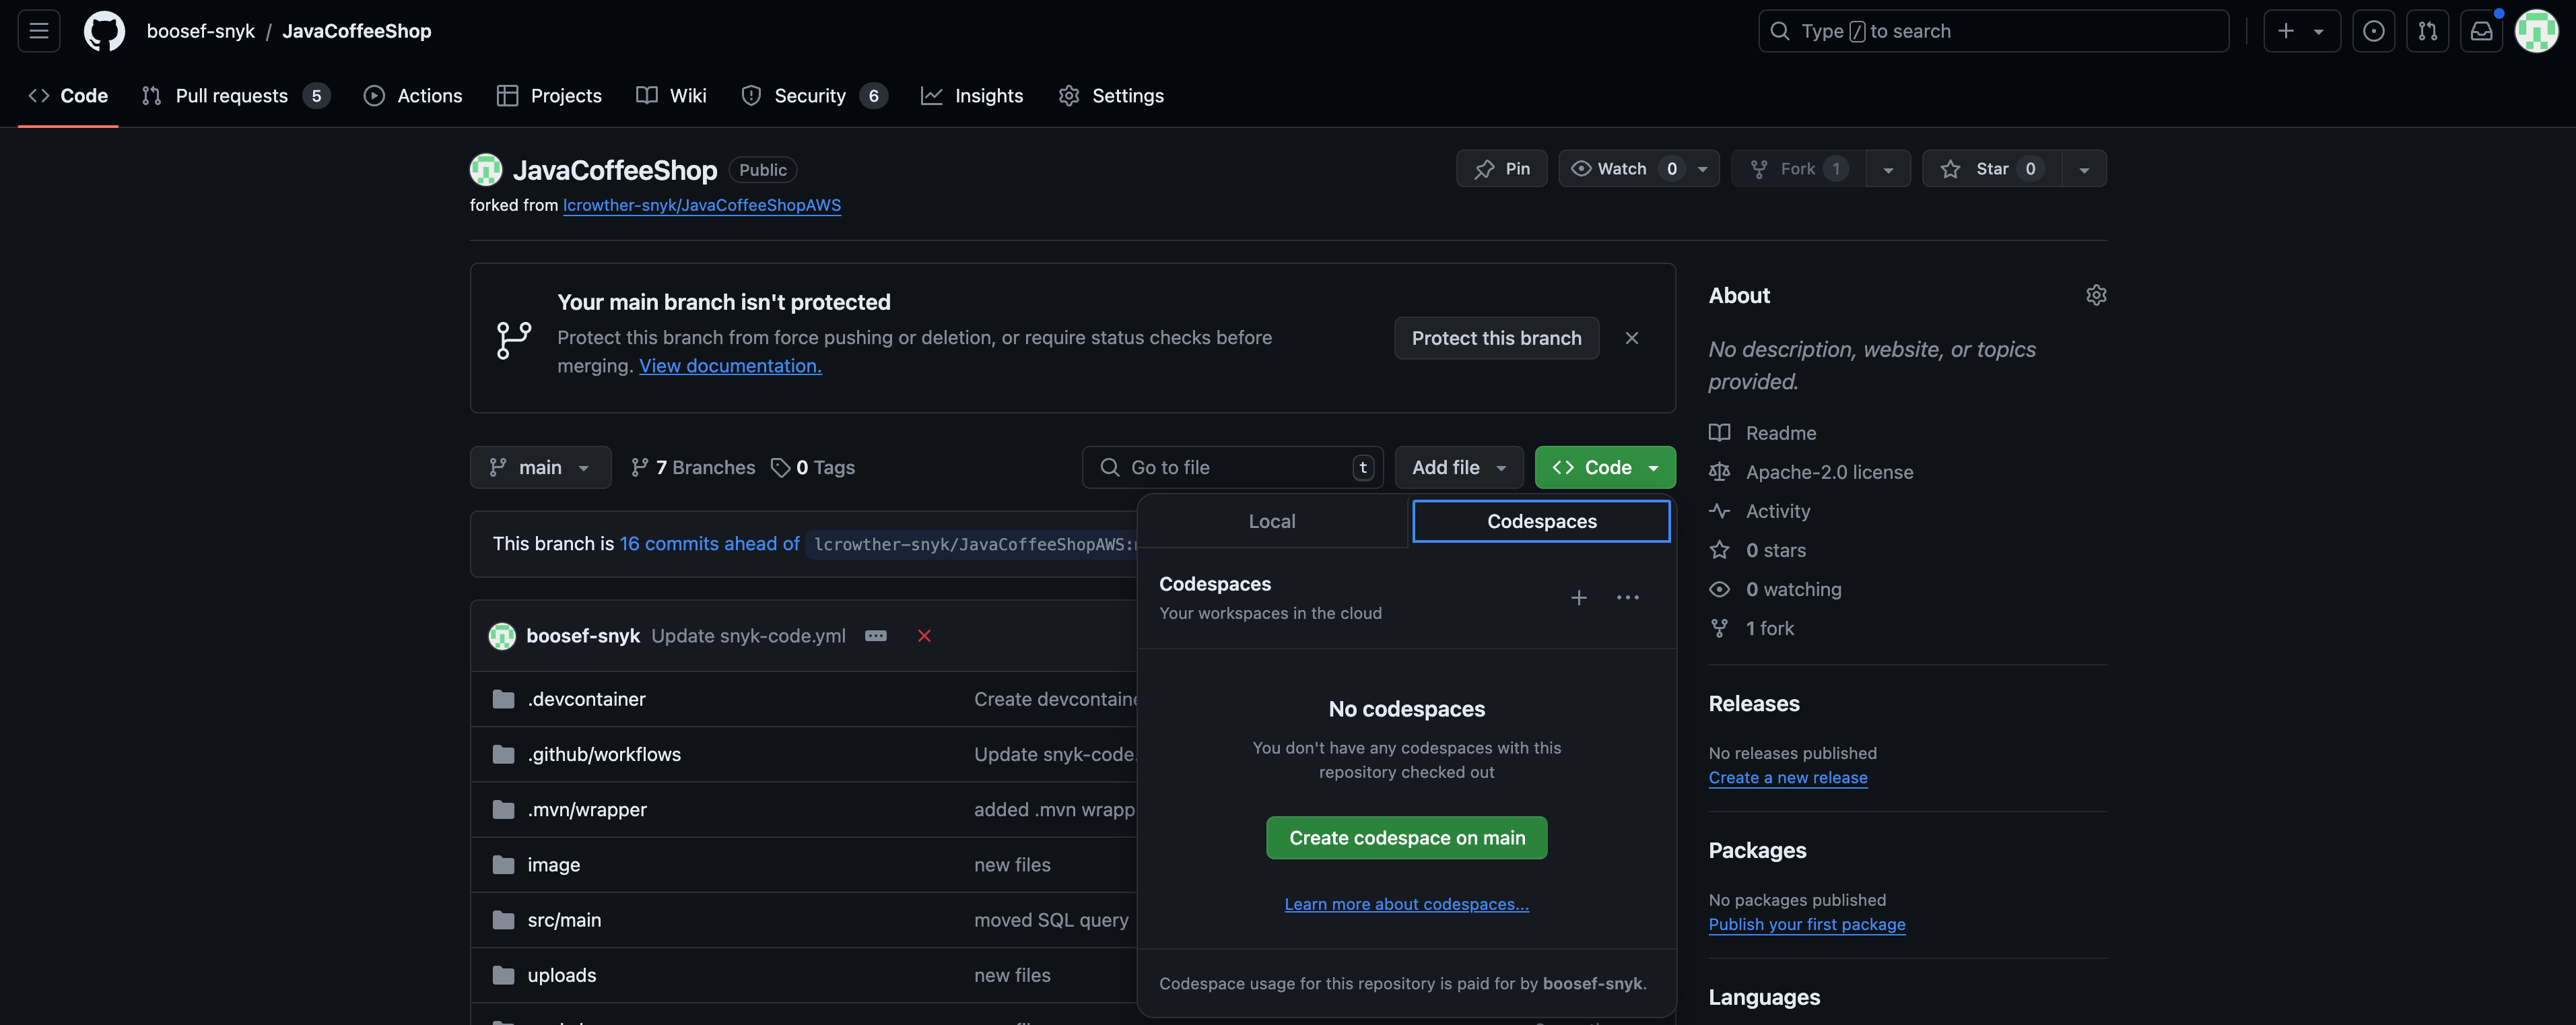 boosef-snyk / JavaCoffeeShop
Type / to search
Code
Pull requests 5
Actions
Projects
Wiki
Security 6
Insights
Settings
JavaCoffeeShop Public
Pin
Watch 0
Fork 1
Star 0
forked from lcrowther-snyk/JavaCoffeeShopAWS
Your main branch isn't protected
Protect this branch from force pushing or deletion, or require status checks before
merging. View documentation.
Protect this branch
main
7 Branches
0 Tags
Go to file t
Add file
Code
Local
Codespaces
This branch is 16 commits ahead of lcrowther-snyk/JavaCoffeeShopAWS:
Codespaces
Your workspaces in the cloud
No codespaces
You don't have any codespaces with this
repository checked out
Create codespace on main
Learn more about codespaces...
Codespace usage for this repository is paid for by boosef-snyk.
boosef-snyk Update snyk-code.yml
.devcontainer Create devcontaine
.github/workflows Update snyk-code.
.mvn/wrapper added .mvn wrapp
image new files
src/main moved SQL query
uploads new files
About
No description, website, or topics
provided.
Readme
Apache-2.0 license
Activity
0 stars
0 watching
1 fork
Releases
No releases published
Create a new release
Packages
No packages published
Publish your first package
Languages